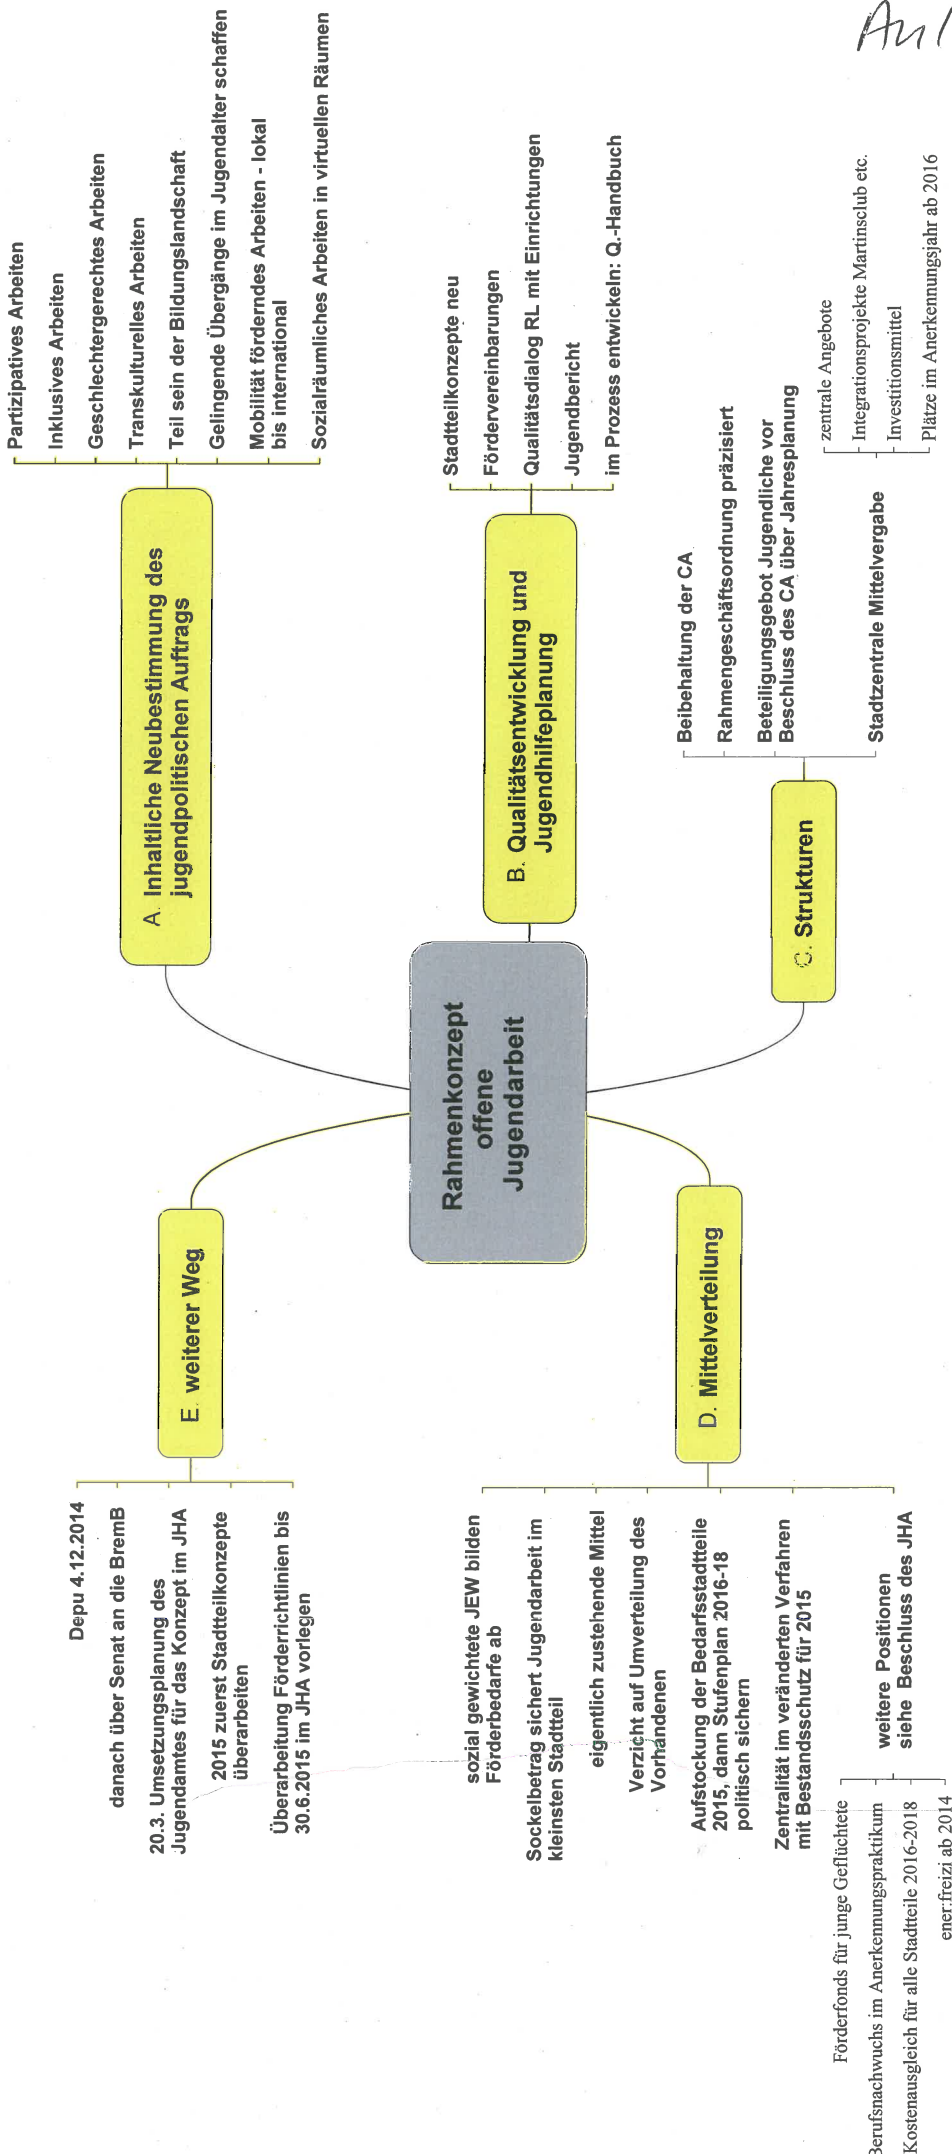 Rahmenkonzept
offene
Jugendarbeit
A. Inhaltliche Neubestimmung des
jugendpolitischen Auftrags
Partizipatives Arbeiten
Inklusives Arbeiten
Geschlechtergerechtes Arbeiten
Transkulturelles Arbeiten
Teil sein der Bildungslandschaft
Gelingende Übergänge im Jugendalter schaffen
Mobilität förderndes Arbeiten - lokal
bis international
Sozialräumliches Arbeiten in virtuellen Räumen
B. Qualitätsentwicklung und
Jugendhilfeplanung
Stadtteilkonzepte neu
Fördervereinbarungen
Qualitätsdialog RL mit Einrichtungen
Jugendbericht
im Prozess entwickeln: Q.-Handbuch
C. Strukturen
Beibehaltung der CA
Rahmengeschäftsordnung präzisiert
Beteiligungsgebot Jugendliche vor
Beschluss des CA über Jahresplanung
Stadtzentrale Mittelvergabe
zentrale Angebote
Integrationsprojekte Martinsclub etc.
Investitionsmittel
Plätze im Anerkennungsjahr ab 2016
D. Mittelverteilung
sozial gewichtete JEW bilden
Förderbedarfe ab
Sockelbetrag sichert Jugendarbeit im
kleinsten Stadtteil
eigentlich zustehende Mittel
Verzicht auf Umverteilung des
Vorhandenen
Aufstockung der Bedarfsstadtteile
2015, dann Stufenplan 2016-18
politisch sichern
Zentralität im veränderten Verfahren
mit Bestandsschutz für 2015
weitere Positionen
siehe Beschluss des JHA
Förderfonds für junge Geflüchtete
Berufsnachwuchs im Anerkennungspraktikum
Kostenausgleich für alle Stadtteile 2016-2018
ener:freizi ab 2014
E. weiterer Weg
Depu 4.12.2014
danach über Senat an die BremB
20.3. Umsetzungsplanung des
Jugendamtes für das Konzept im JHA
2015 zuerst Stadtteilkonzepte
überarbeiten
Überarbeitung Förderrichtlinien bis
30.6.2015 im JHA vorlegen